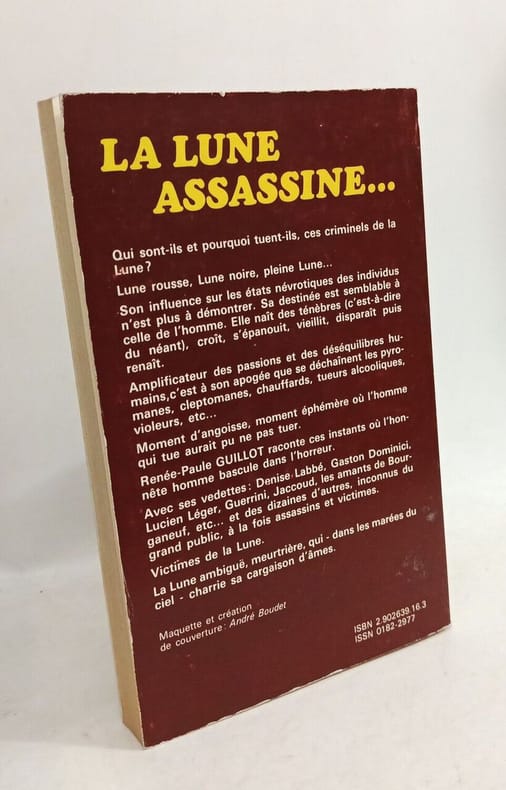 LA LUNE
ASSASSINE...
Qui sont-ils et pourquoi tuent-ils, ces criminels de la
Lune ?
Lune rousse, Lune noire, pleine Lune...
Son influence sur les états névrotiques des individus
n'est plus à démontrer. Sa destinée est semblable à
celle de l'homme. Elle naît des ténèbres (c'est-à-dire
du néant), croît, s'épanouit, vieillit, disparaît puis
renaît.
Amplificateur des passions et des déséquilibres hu-
mains,c'est à son apogée que se déchaînent les pyro-
manes, cleptomanes, chauffards, tueurs alcooliques,
violeurs, etc...
Moment d'angoisse, moment éphémère où l'homme
qui tue aurait pu ne pas tuer.
Renée-Paule GUILLOT raconte ces instants où l'hon-
nête homme bascule dans l'horreur.
Avec ses vedettes : Denise Labbé, Gaston Dominici,
Lucien Léger, Guerrini, Jaccoud, les amants de Bour-
ganeuf, etc... et des dizaines d'autres, inconnus du
grand public, à la fois assassins et victimes.
Victimes de la Lune.
La Lune ambiguë, meurtrière, qui - dans les marées du
ciel - charrie sa cargaison d'âmes.
Maquette et création
de couverture : André Boudet
ISBN 2.902639.16.3
ISSN 0182-2977